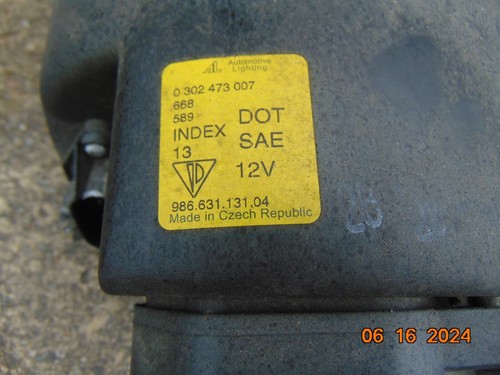 Automotive
Lighting
0 302 473 007
668
589
INDEX
13
DOT
SAE
12V
986.631.131.04
Made in Czech Republic
06 16 2024